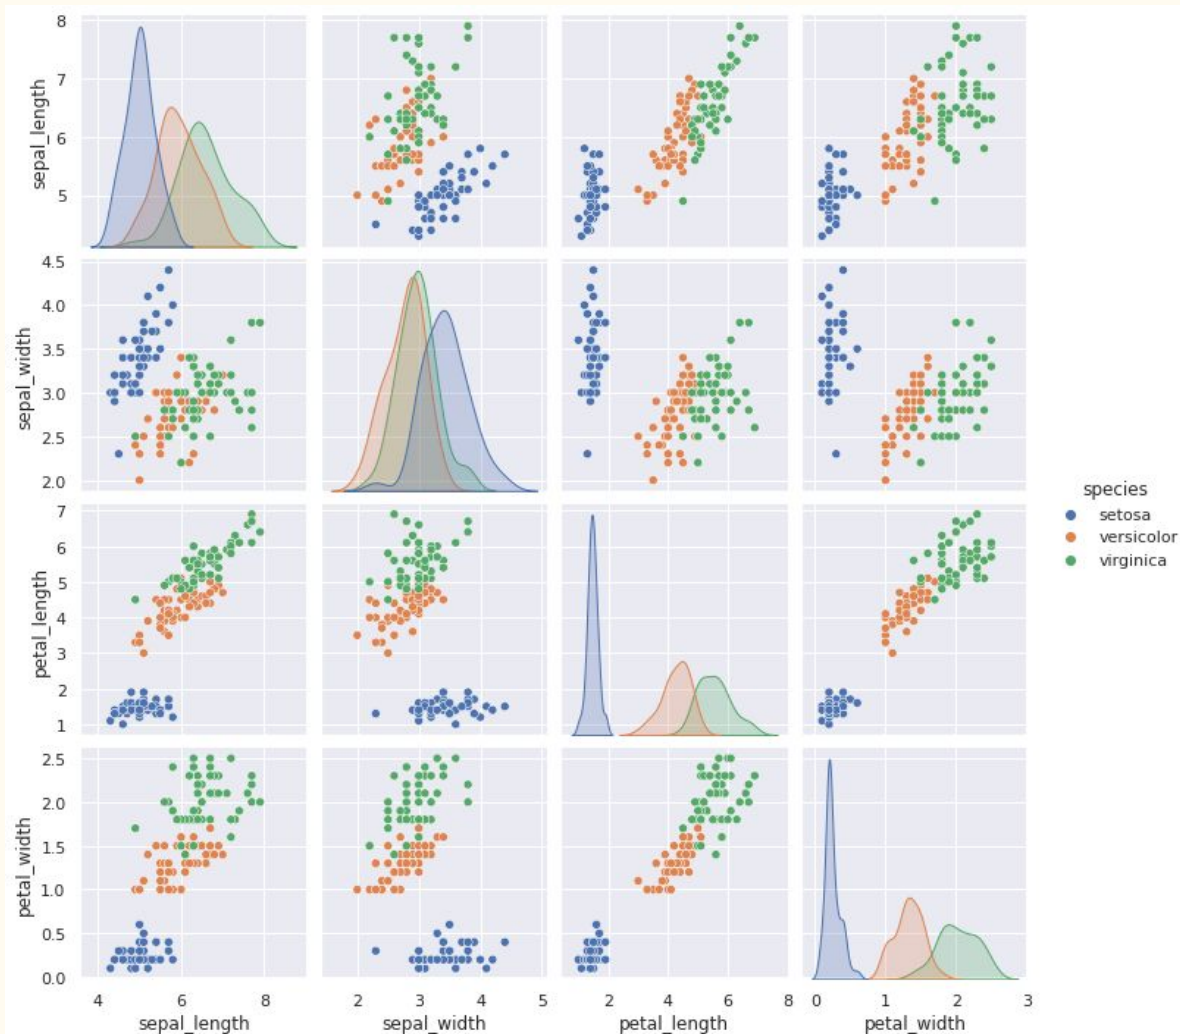 8
7
6
5
sepal_length
4.5
4.0
3.5
3.0
2.5
2.0
sepal_width
species
setosa
versicolor
virginica
7
6
5
4
3
2
1
petal_length
2.5
2.0
1.5
1.0
0.5
0.0
petal_width
4 6 8 2 3 4 5 2 4 6 8 0 1 2 3
sepal_length sepal_width petal_length petal_width